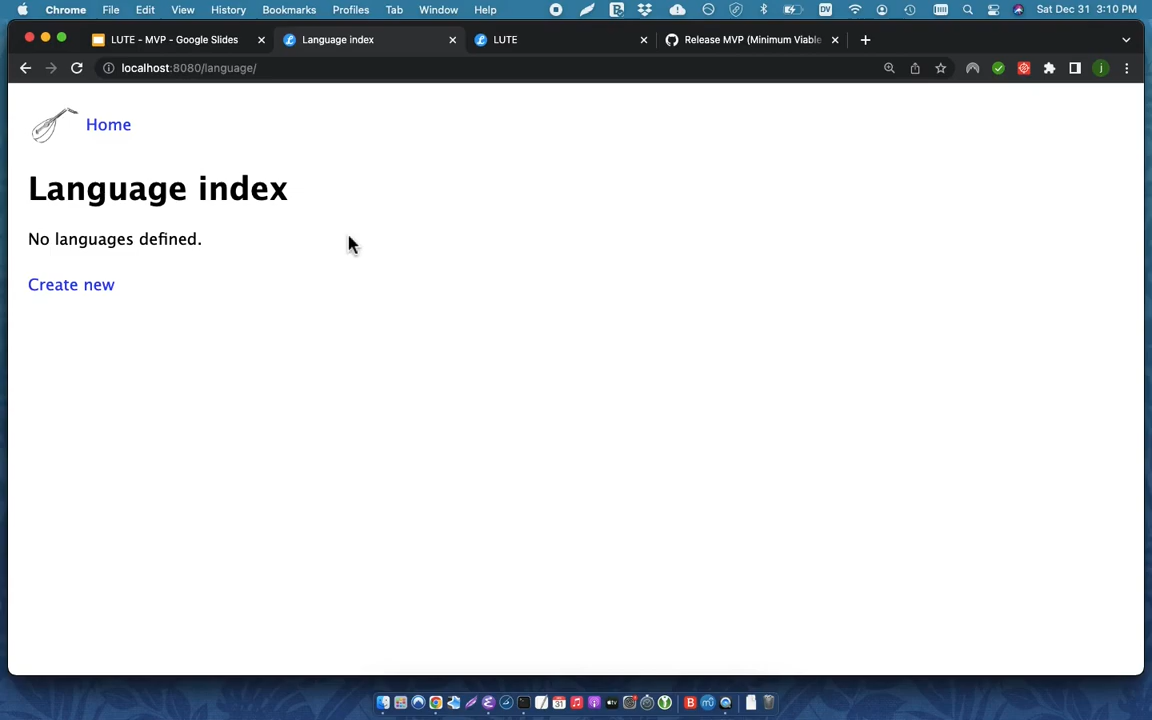 Chrome File Edit View History Bookmarks Profiles Tab Window Help DV Sat Dec 31 3:10 PM
LUTE - MVP - Google Slides Language index LUTE Release MVP (Minimum Viable
localhost:8080/language/ j
Home
Language index
No languages defined.
Create new